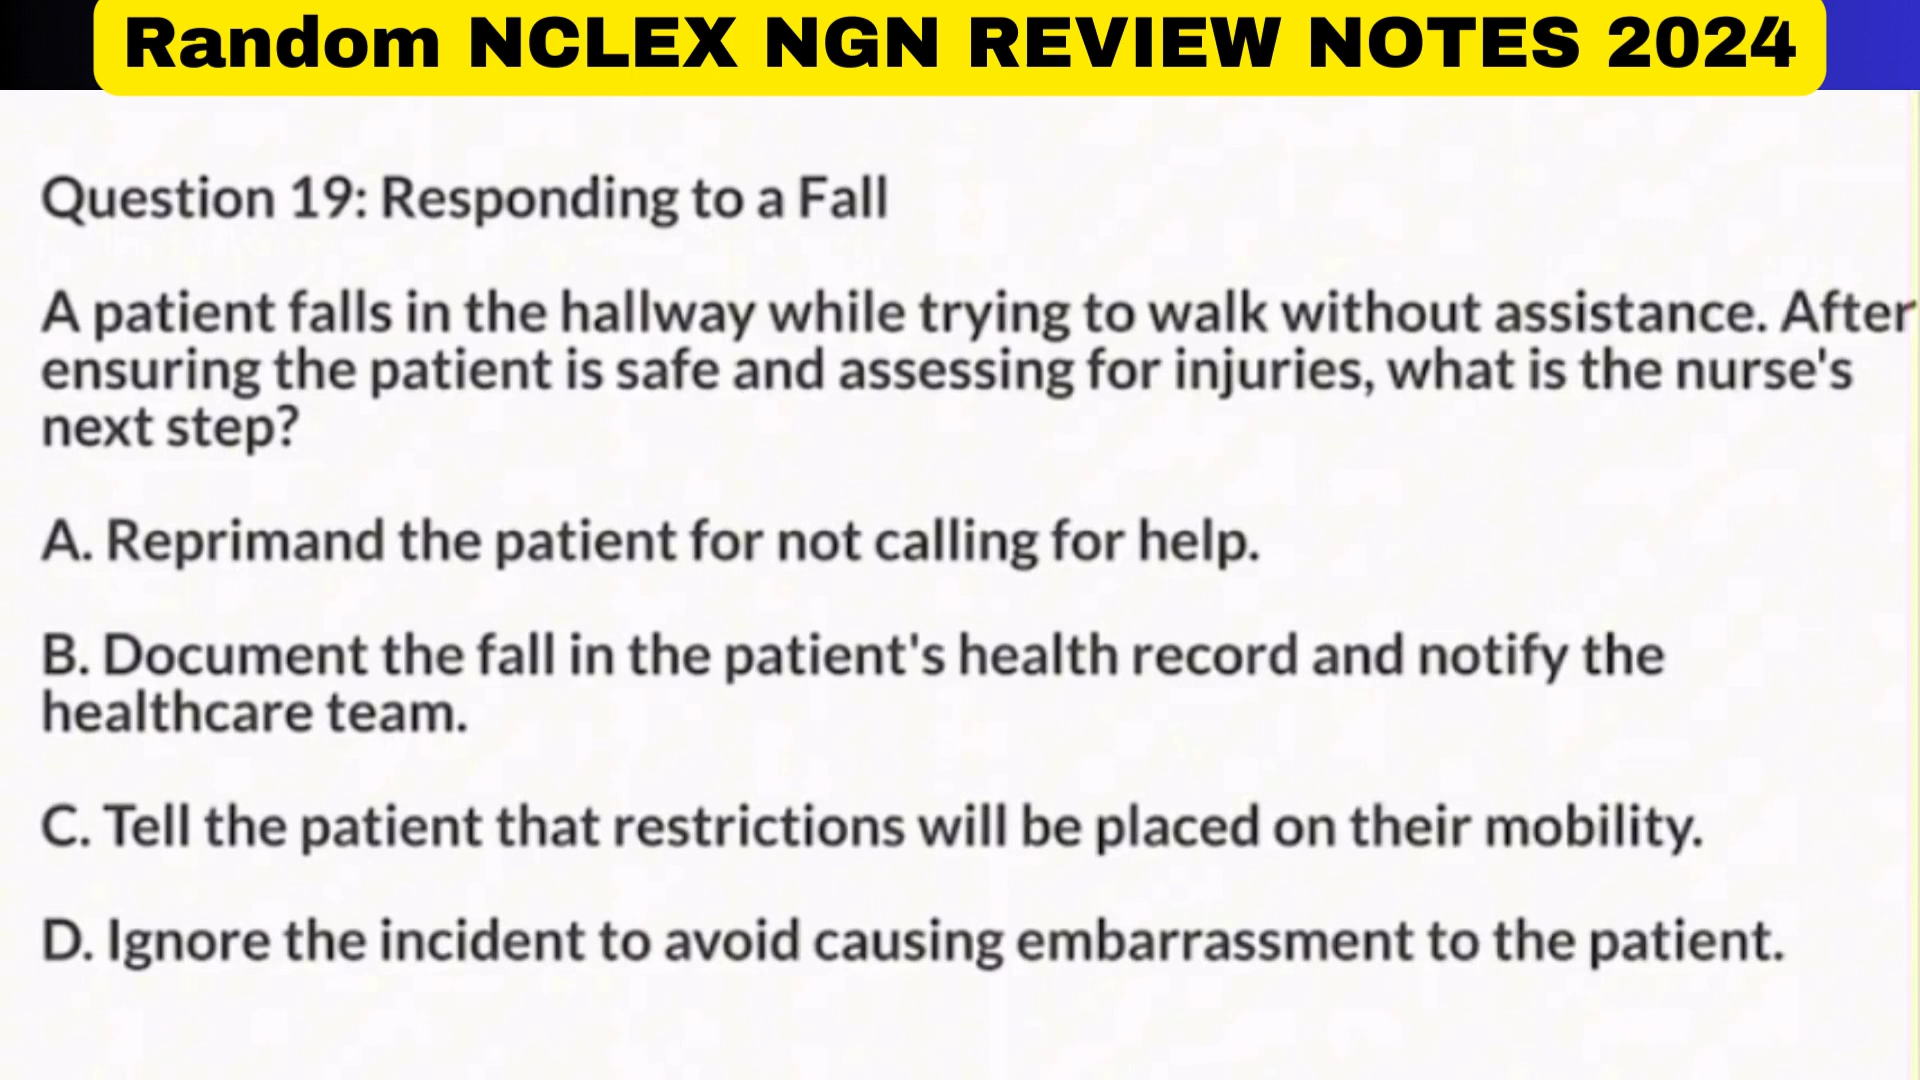 Random NCLEX NGN REVIEW NOTES 2024
Question 19: Responding to a Fall
A patient falls in the hallway while trying to walk without assistance. After
ensuring the patient is safe and assessing for injuries, what is the nurse's
next step?
A. Reprimand the patient for not calling for help.
B. Document the fall in the patient's health record and notify the
healthcare team.
C. Tell the patient that restrictions will be placed on their mobility.
D. Ignore the incident to avoid causing embarrassment to the patient.